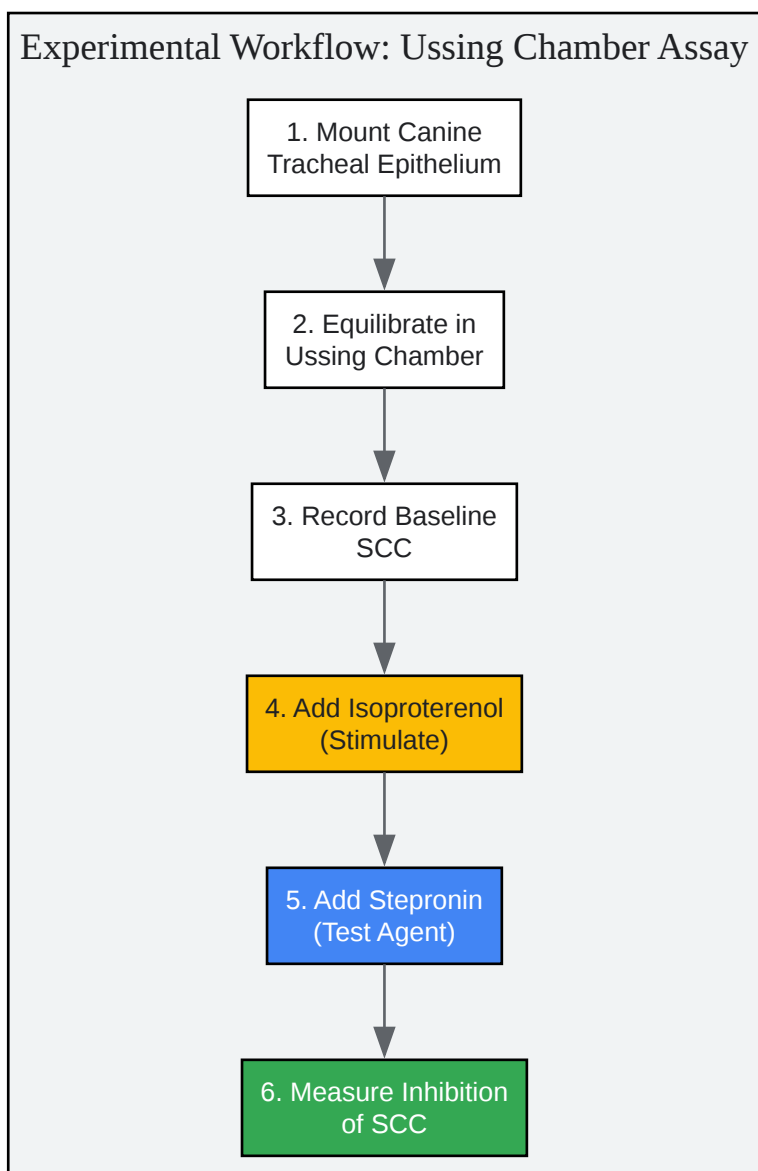 Experimental Workflow: Ussing Chamber Assay
1. Mount Canine
Tracheal Epithelium
2. Equilibrate in
Ussing Chamber
3. Record Baseline
SCC
4. Add Isoproterenol
(Stimulate)
5. Add Stepronin
(Test Agent)
6. Measure Inhibition
of SCC